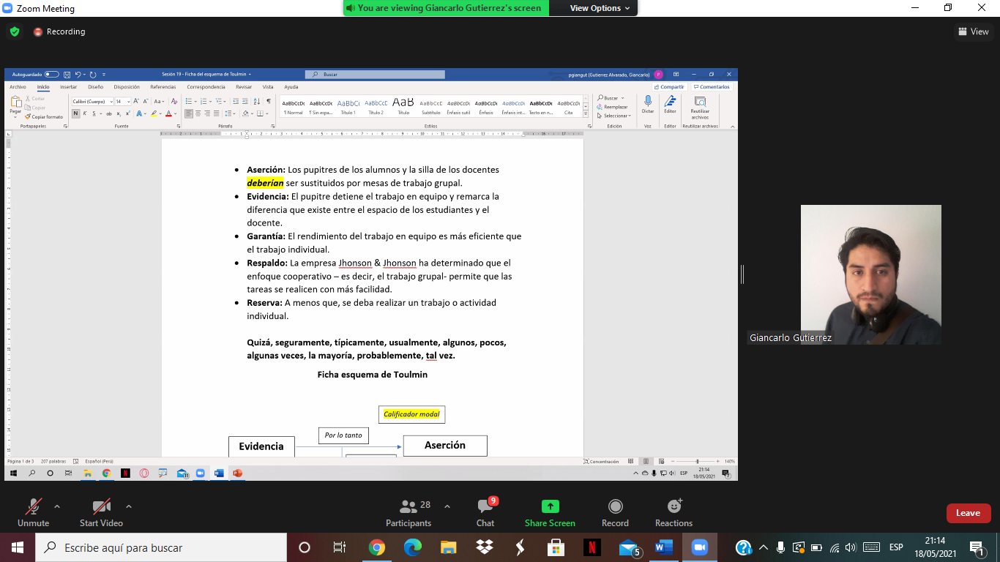 Zoom Meeting
You are viewing Giancarlo Gutierrez's screen
View Options
Recording
View
Autoguardado
Sesión 19 - Ficha del esquema de Toulmin
Buscar
pgiangut (Gutierrez Alvarado, Giancarlo)
P
Archivo Inicio Insertar Diseño Disposición Referencias Correspondencia Revisar Vista Ayuda
Compartir Comentarios
Pegar
Cortar
Copiar
Copiar formato
Portapapeles
Calibri (Cuerpo) 14
Fuente
Párrafo
AaBbCcDc AaBbCcDc AaBbCc AaBbCcC AaB AaBbCcD AaBbCcDc AaBbCcDc AaBbCcDc AaBbCcDc AaBbCcDc
¶ Normal ¶ Sin espa... Título 1 Título 2 Título Subtítulo Énfasis sutil Énfasis Énfasis int... Texto en n... Cita
Estilos
Buscar
Reemplazar
Seleccionar
Edición
Dictar
Voz
Editor
Editor
Reutilizar archivos
Reutilizar archivos
• Aserción: Los pupitres de los alumnos y la silla de los docentes
deberían ser sustituidos por mesas de trabajo grupal.
• Evidencia: El pupitre detiene el trabajo en equipo y remarca la
diferencia que existe entre el espacio de los estudiantes y el
docente.
• Garantía: El rendimiento del trabajo en equipo es más eficiente que
el trabajo individual.
• Respaldo: La empresa Jhonson & Jhonson ha determinado que el
enfoque cooperativo – es decir, el trabajo grupal- permite que las
tareas se realicen con más facilidad.
• Reserva: A menos que, se deba realizar un trabajo o actividad
individual.
Quizá, seguramente, típicamente, usualmente, algunos, pocos,
algunas veces, la mayoría, probablemente, tal vez.
Ficha esquema de Toulmin
Calificador modal
Por lo tanto
Evidencia
Aserción
Giancarlo Gutierrez
Página 1 de 3 207 palabras Español (Perú)
Concentración
140%
ESP
21:14
18/05/2021
Unmute
Start Video
28
Participants
9
Chat
Share Screen
Record
Reactions
Leave
Escribe aquí para buscar
5
ESP
21:14
18/05/2021
1